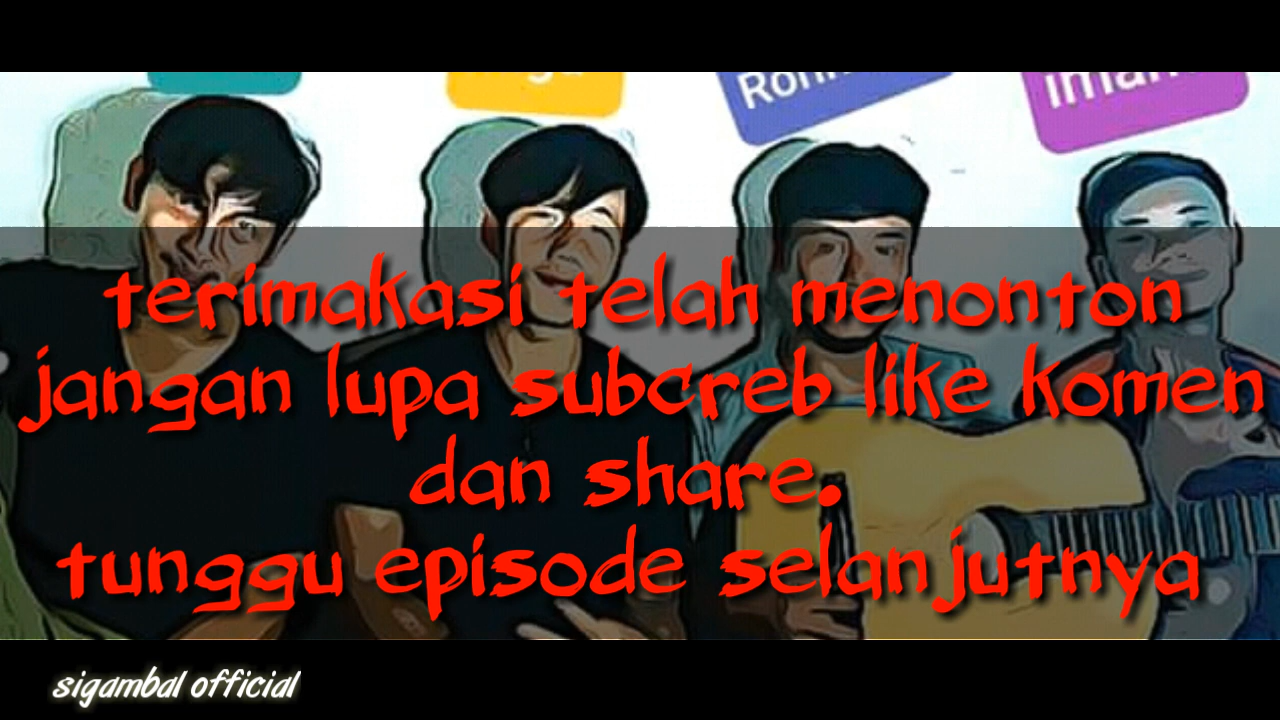 terimakasi telah menonton
jangan lupa subcreb like komen
dan share.
tunggu episode selanjutnya
sigambal official